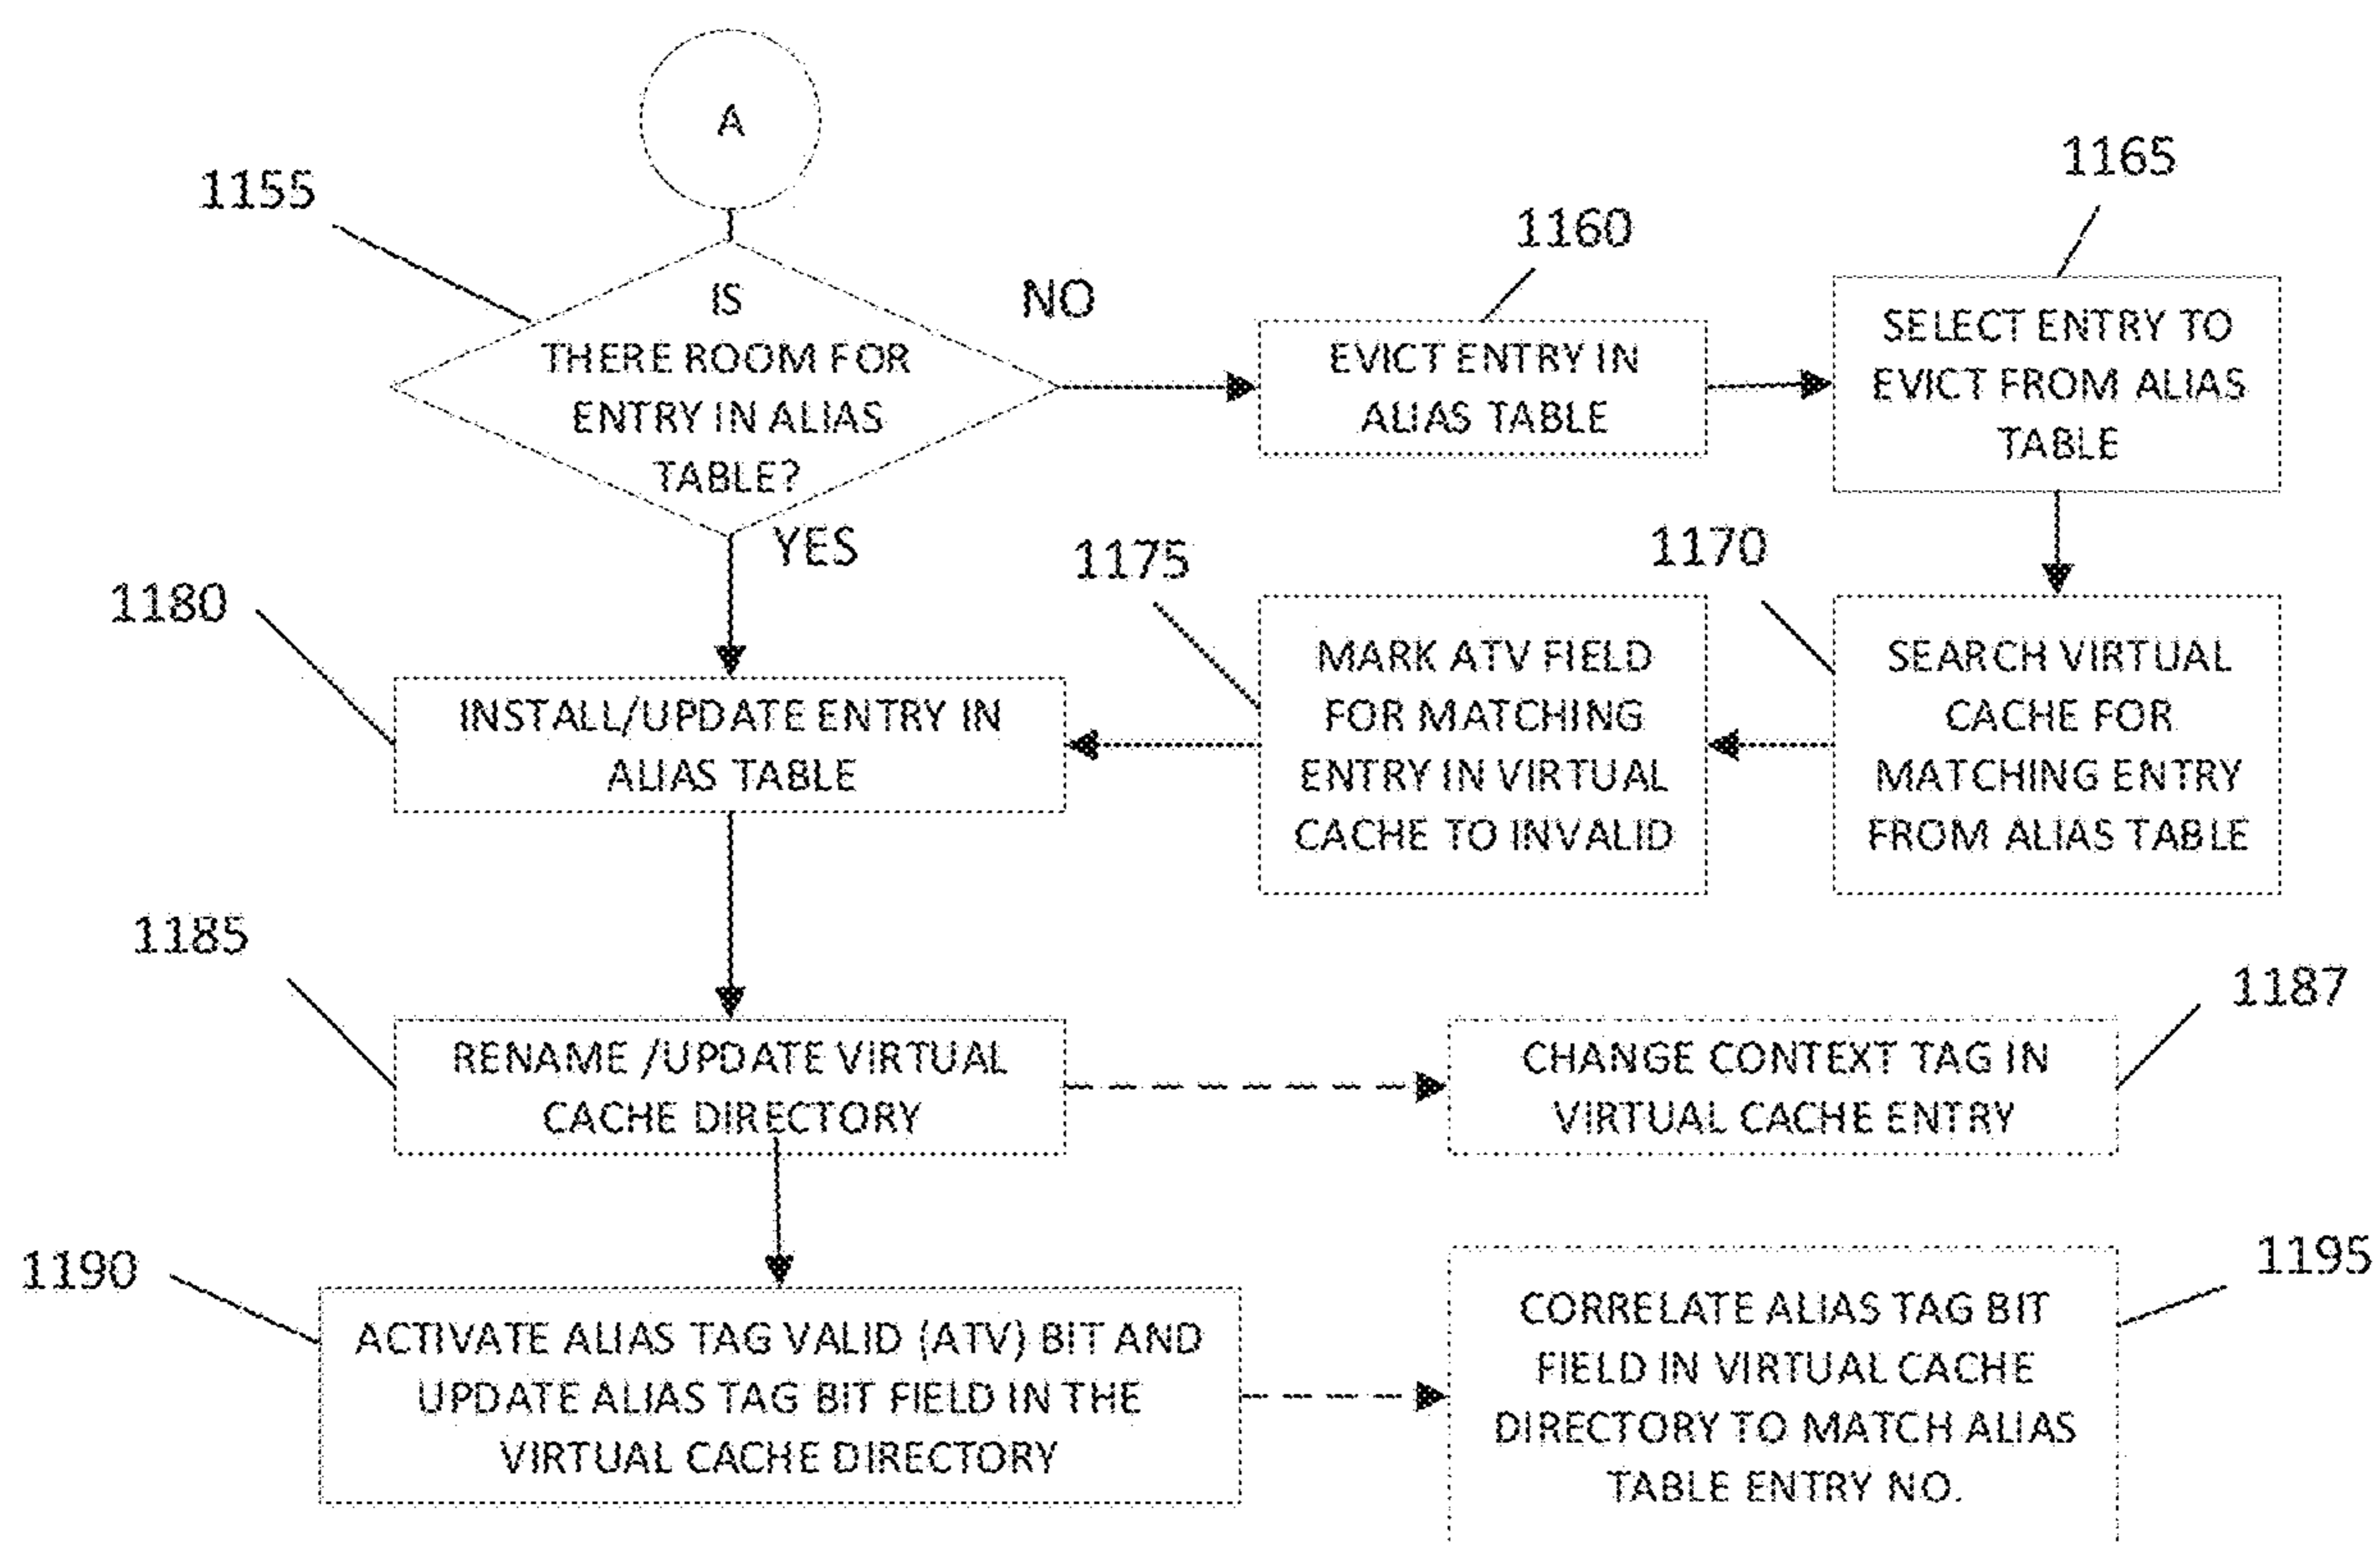 A
1155
IS
THERE ROOM FOR
ENTRY IN ALIAS
TABLE?
NO
YES
1160
EVICT ENTRY IN
ALIAS TABLE
1165
SELECT ENTRY TO
EVICT FROM ALIAS
TABLE
1170
SEARCH VIRTUAL
CACHE FOR
MATCHING ENTRY
FROM ALIAS TABLE
1175
MARK ATV FIELD
FOR MATCHING
ENTRY IN VIRTUAL
CACHE TO INVALID
1180
INSTALL/UPDATE ENTRY IN
ALIAS TABLE
1185
RENAME /UPDATE VIRTUAL
CACHE DIRECTORY
1187
CHANGE CONTEXT TAG IN
VIRTUAL CACHE ENTRY
1190
ACTIVATE ALIAS TAG VALID (ATV) BIT AND
UPDATE ALIAS TAG BIT FIELD IN THE
VIRTUAL CACHE DIRECTORY
1195
CORRELATE ALIAS TAG BIT
FIELD IN VIRTUAL CACHE
DIRECTORY TO MATCH ALIAS
TABLE ENTRY NO.